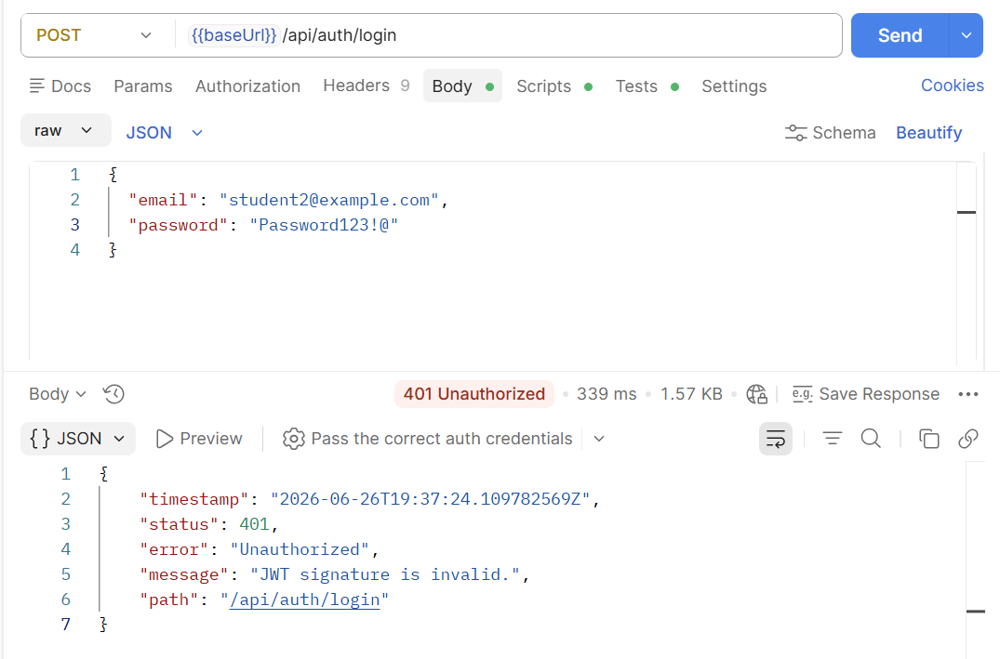 POST {{baseUrl}} /api/auth/login Send
Docs Params Authorization Headers 9 Body Scripts Tests Settings Cookies
raw JSON Schema Beautify
1 {
2 "email": "student2@example.com",
3 "password": "Password123!@"
4 }
Body 401 Unauthorized 339 ms 1.57 KB e.g. Save Response
{} JSON Preview Pass the correct auth credentials
1 {
2 "timestamp": "2026-06-26T19:37:24.109782569Z",
3 "status": 401,
4 "error": "Unauthorized",
5 "message": "JWT signature is invalid.",
6 "path": "/api/auth/login"
7 }